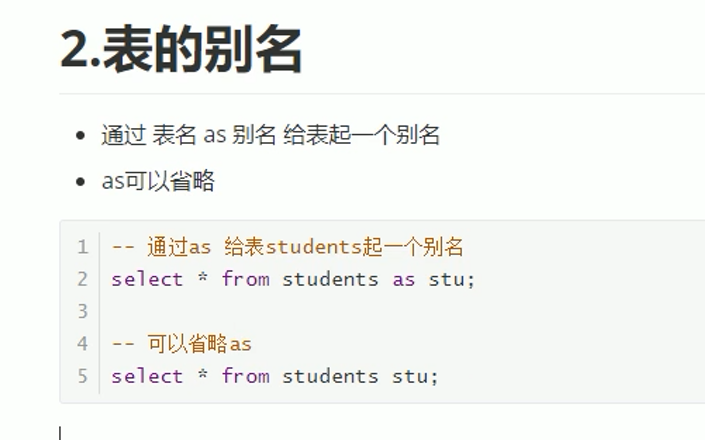 2.表的别名
通过 表名 as 别名 给表起一个别名
as可以省略
1 -- 通过as 给表students起一个别名
2 select * from students as stu;
3
4 -- 可以省略as
5 select * from students stu;